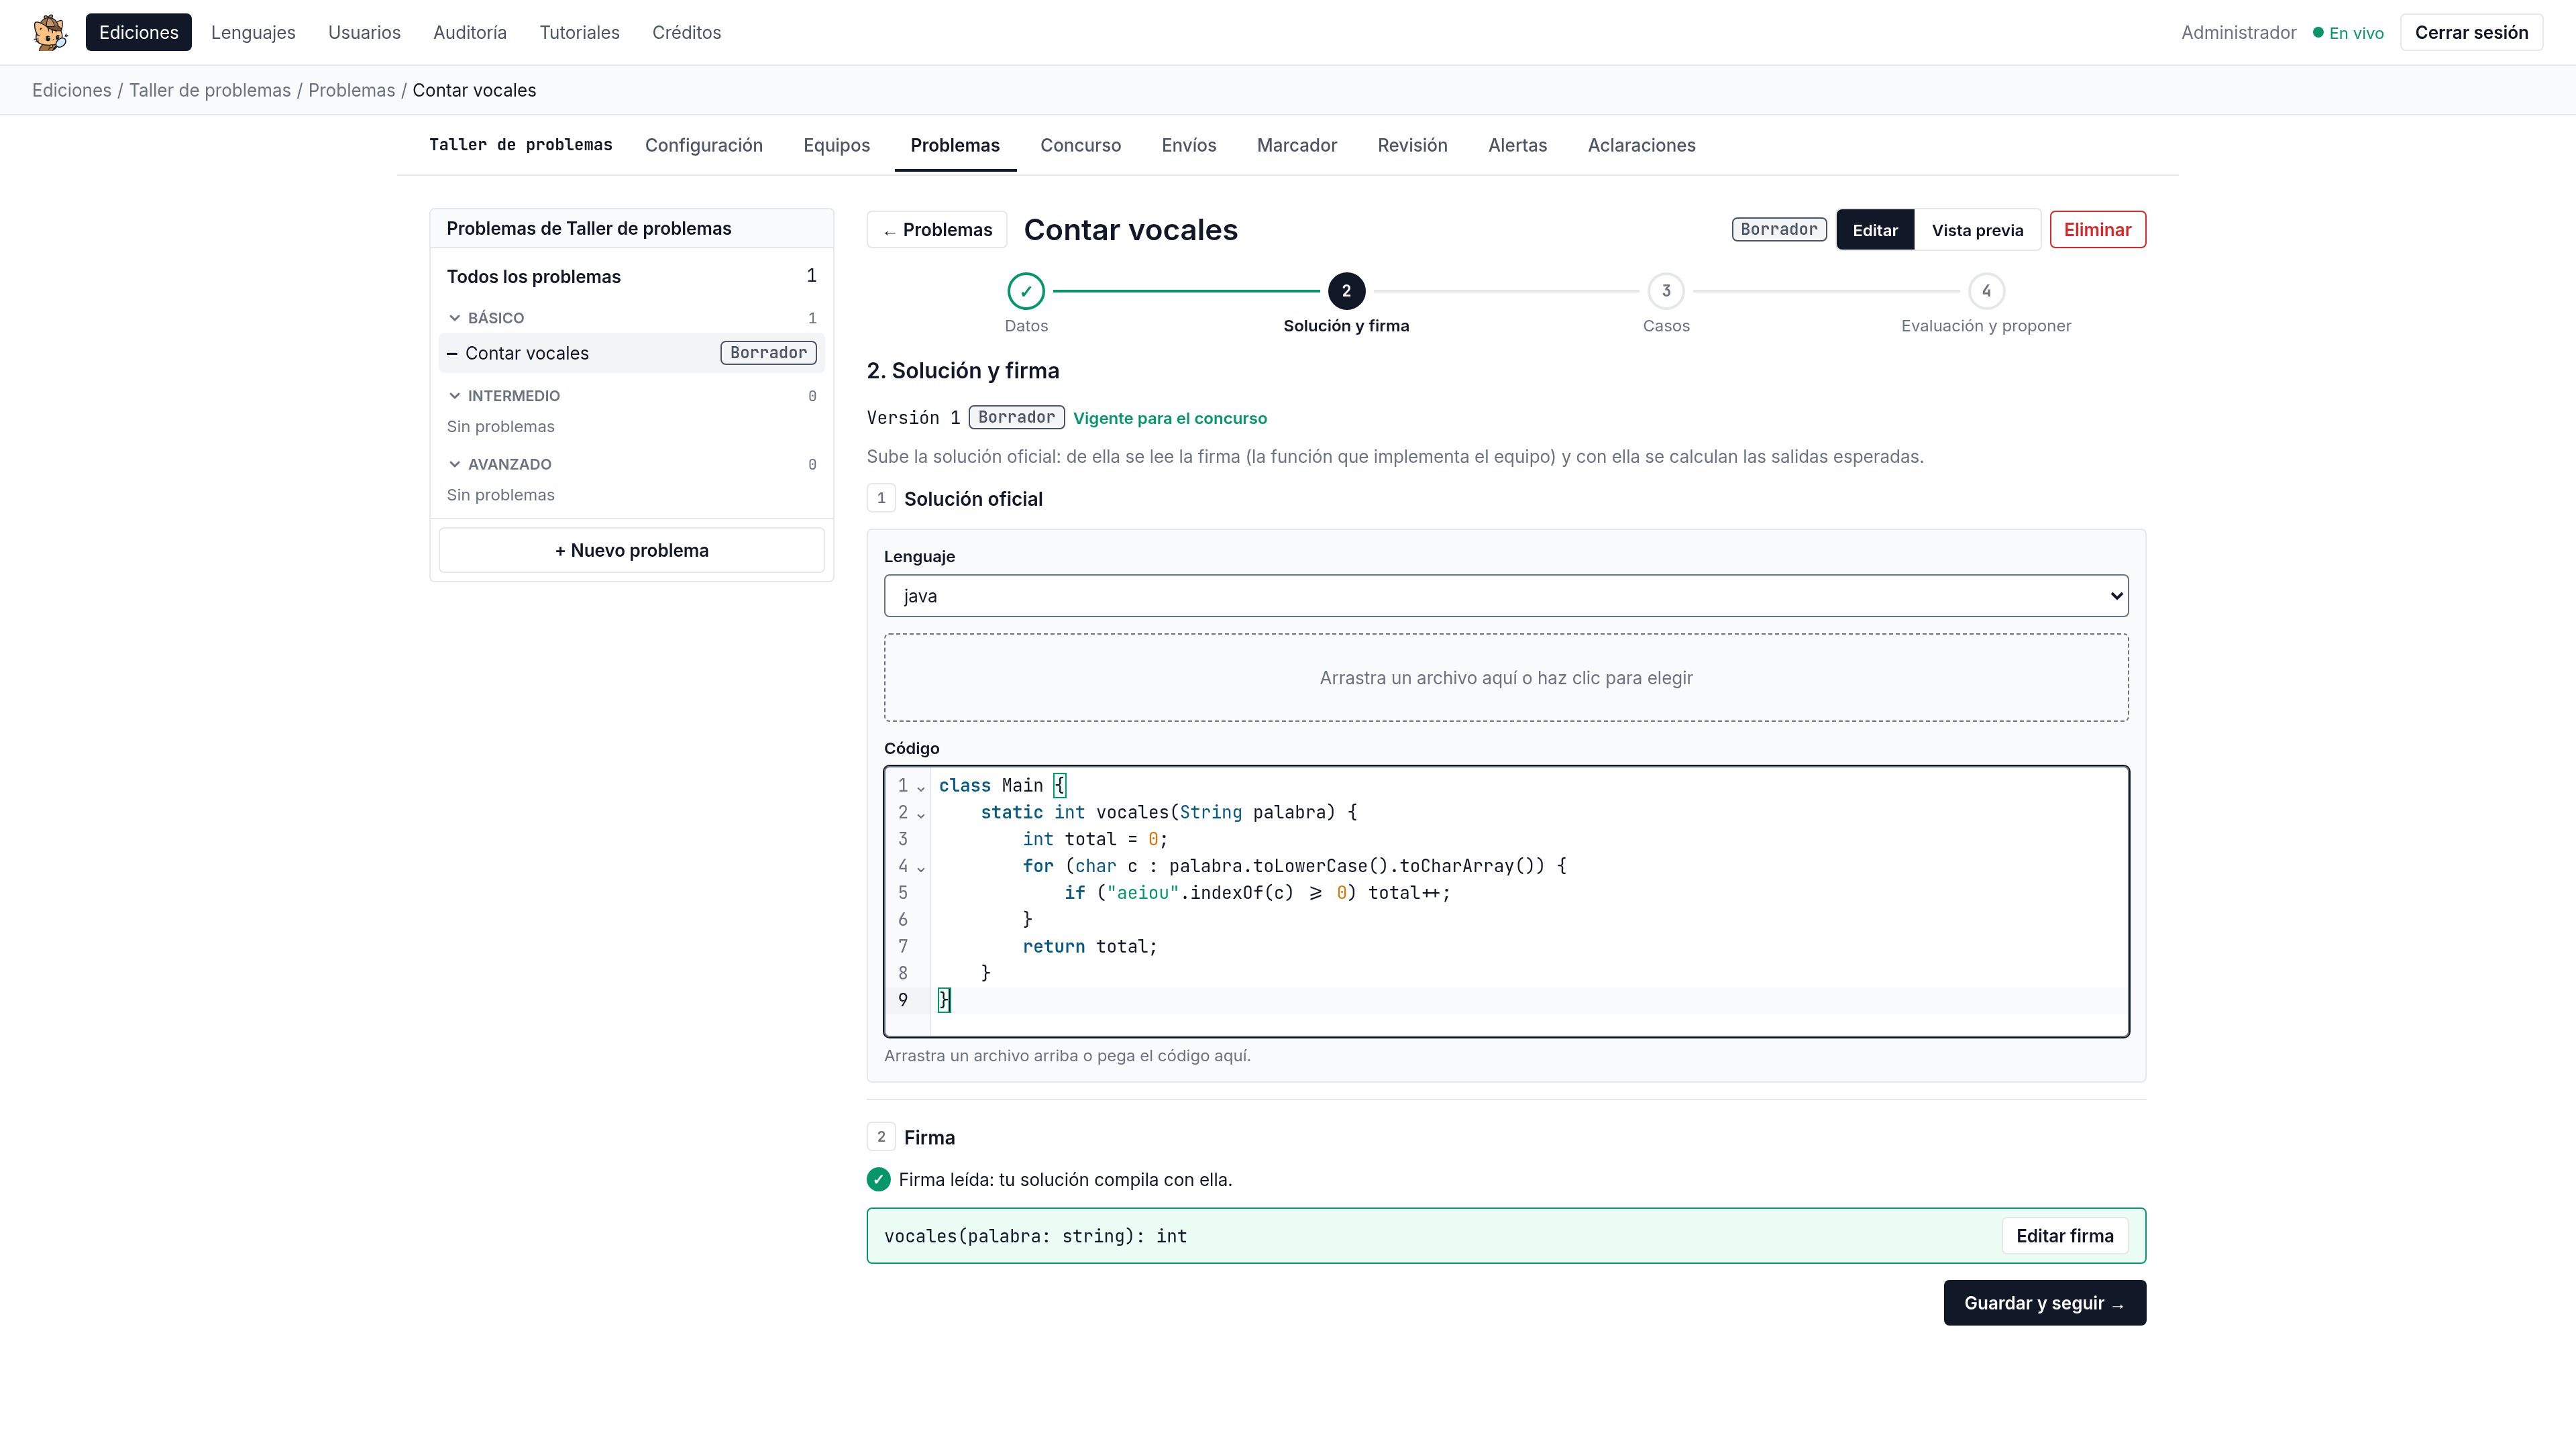 Ediciones Lenguajes Usuarios Auditoría Tutoriales Créditos Administrador En vivo Cerrar sesión
Ediciones / Taller de problemas / Problemas / Contar vocales
Taller de problemas Configuración Equipos Problemas Concurso Envíos Marcador Revisión Alertas Aclaraciones
Problemas de Taller de problemas
Todos los problemas 1
BÁSICO 1
– Contar vocales Borrador
INTERMEDIO 0
Sin problemas
AVANZADO 0
Sin problemas
+ Nuevo problema
← Problemas Contar vocales Borrador Editar Vista previa Eliminar
✓ 2 3 4
Datos Solución y firma Casos Evaluación y proponer
2. Solución y firma
Versión 1 Borrador Vigente para el concurso
Sube la solución oficial: de ella se lee la firma (la función que implementa el equipo) y con ella se calculan las salidas esperadas.
1 Solución oficial
Lenguaje
java
Arrastra un archivo aquí o haz clic para elegir
Código
1 class Main {
2 static int vocales(String palabra) {
3 int total = 0;
4 for (char c : palabra.toLowerCase().toCharArray()) {
5 if ("aeiou".indexOf(c) >= 0) total++;
6 }
7 return total;
8 }
9 }
Arrastra un archivo arriba o pega el código aquí.
2 Firma
✓ Firma leída: tu solución compila con ella.
vocales(palabra: string): int Editar firma
Guardar y seguir →